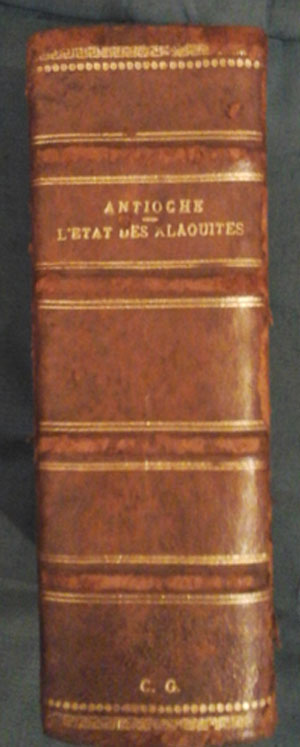 ANTIOCHE
L'ETAT DES ALAOUITES
C. G.